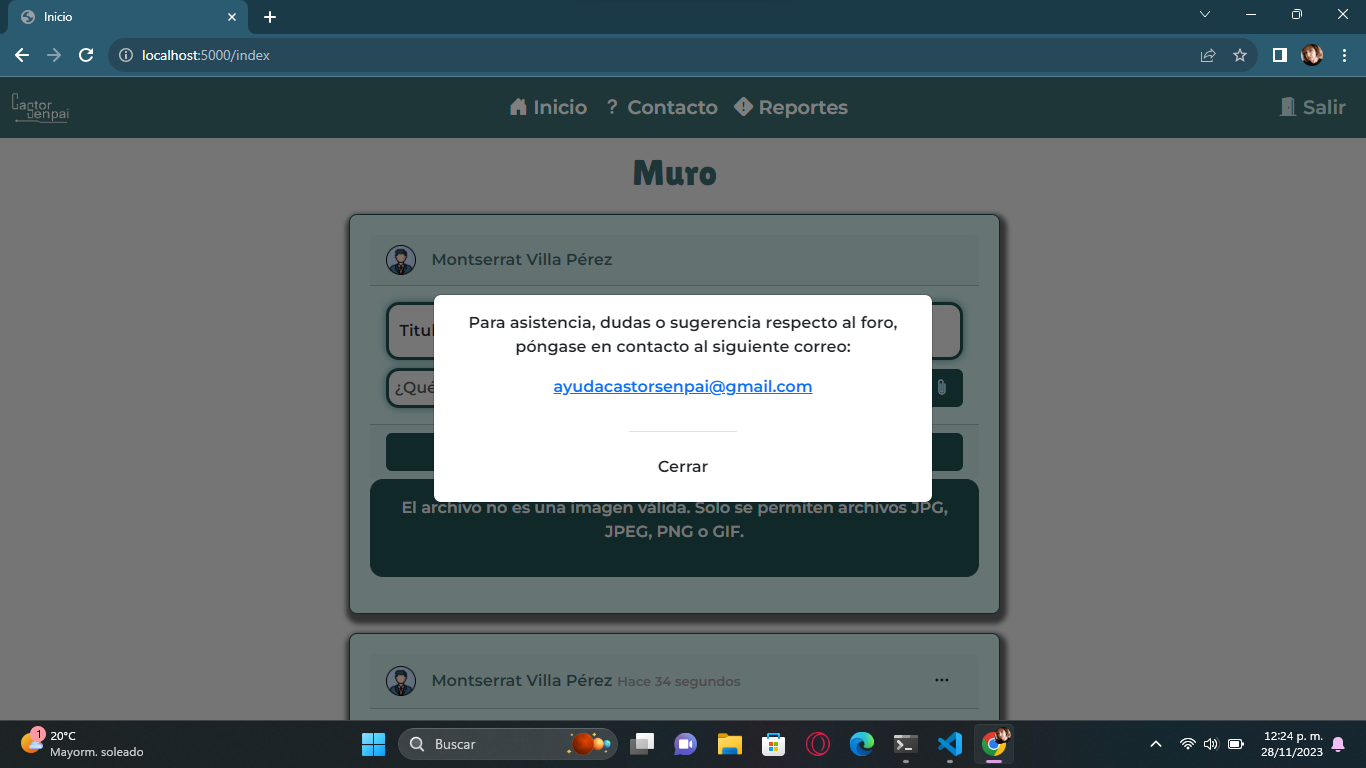 Inicio
localhost:5000/index
Castor
Senpai
Inicio
? Contacto
Reportes
Salir
Muro
Montserrat Villa Pérez
Para asistencia, dudas o sugerencia respecto al foro,
póngase en contacto al siguiente correo:
Titul
¿Qué
ayudacastorsenpai@gmail.com
Cerrar
El archivo no es una imagen válida. Solo se permiten archivos JPG,
JPEG, PNG o GIF.
Montserrat Villa Pérez Hace 34 segundos
1
20°C
Mayorm. soleado
Buscar
12:24 p. m.
28/11/2023